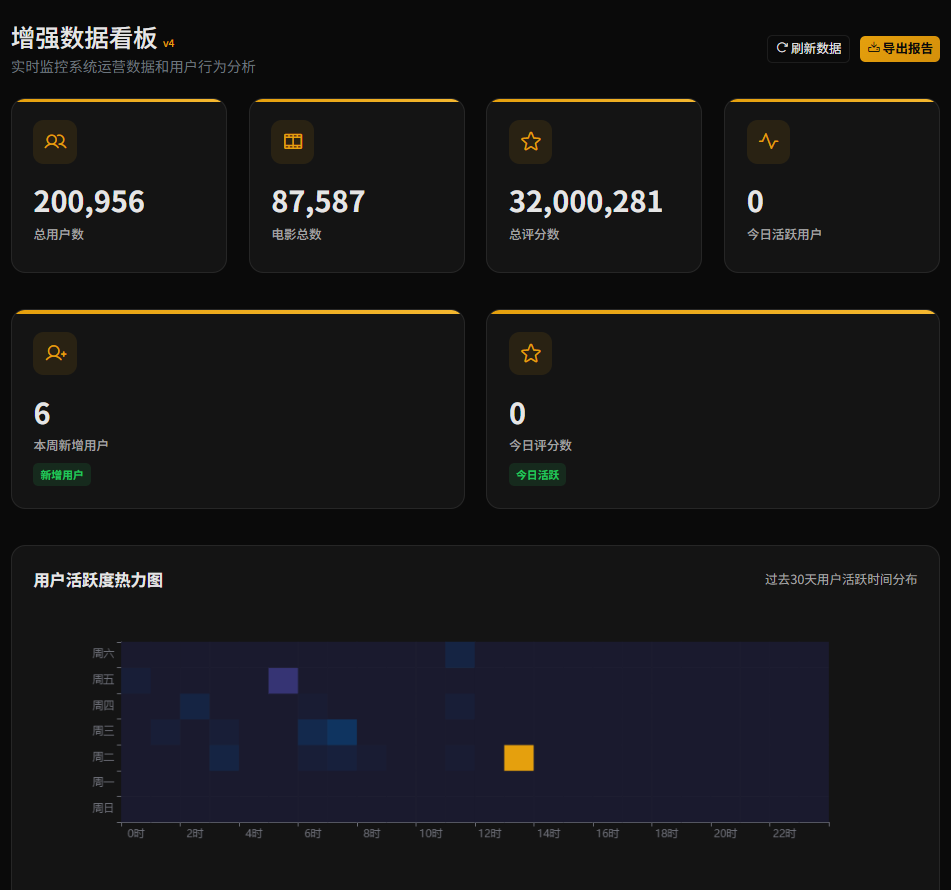 增强数据看板 v4
实时监控系统运营数据和用户行为分析
刷新数据
导出报告
200,956
总用户数
87,587
电影总数
32,000,281
总评分数
0
今日活跃用户
6
本周新增用户
新增用户
0
今日评分数
今日活跃
用户活跃度热力图
过去30天用户活跃时间分布
周六
周五
周四
周三
周二
周一
周日
0时 2时 4时 6时 8时 10时 12时 14时 16时 18时 20时 22时